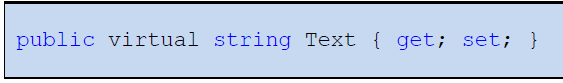 public virtual string Text { get; set; }